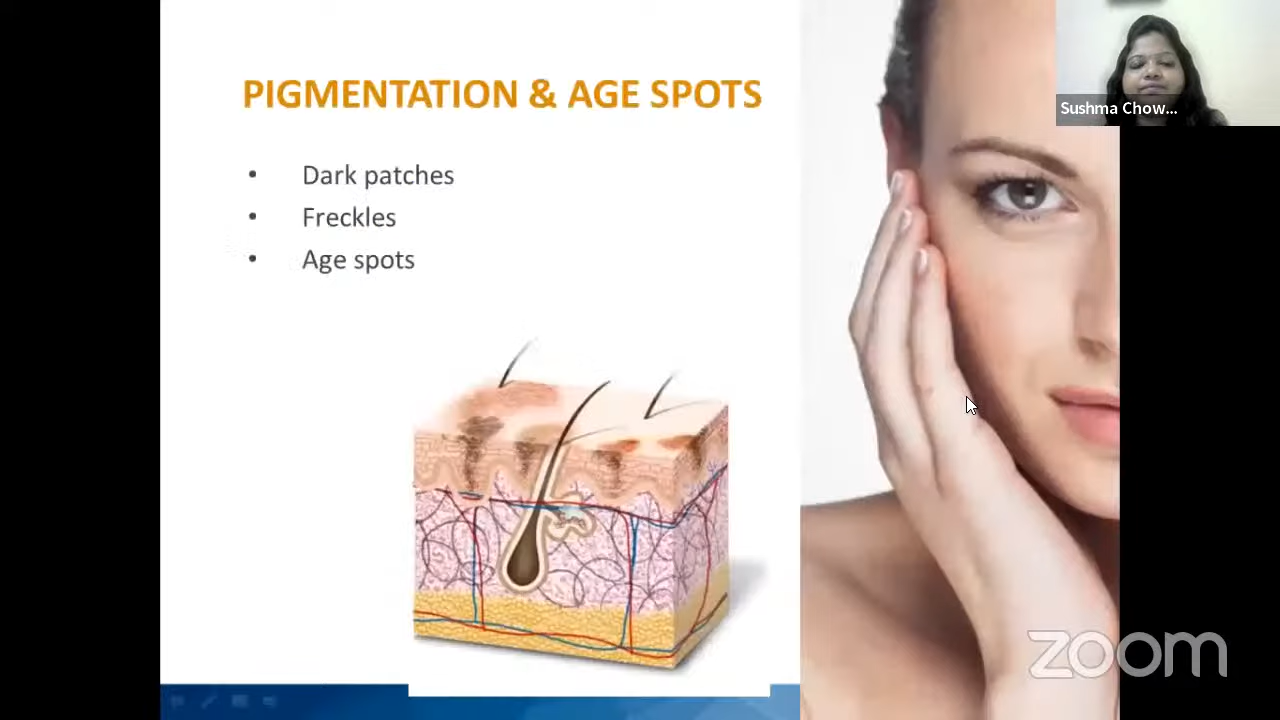 PIGMENTATION & AGE SPOTS
• Dark patches
• Freckles
• Age spots
Sushma Chow...
zoom